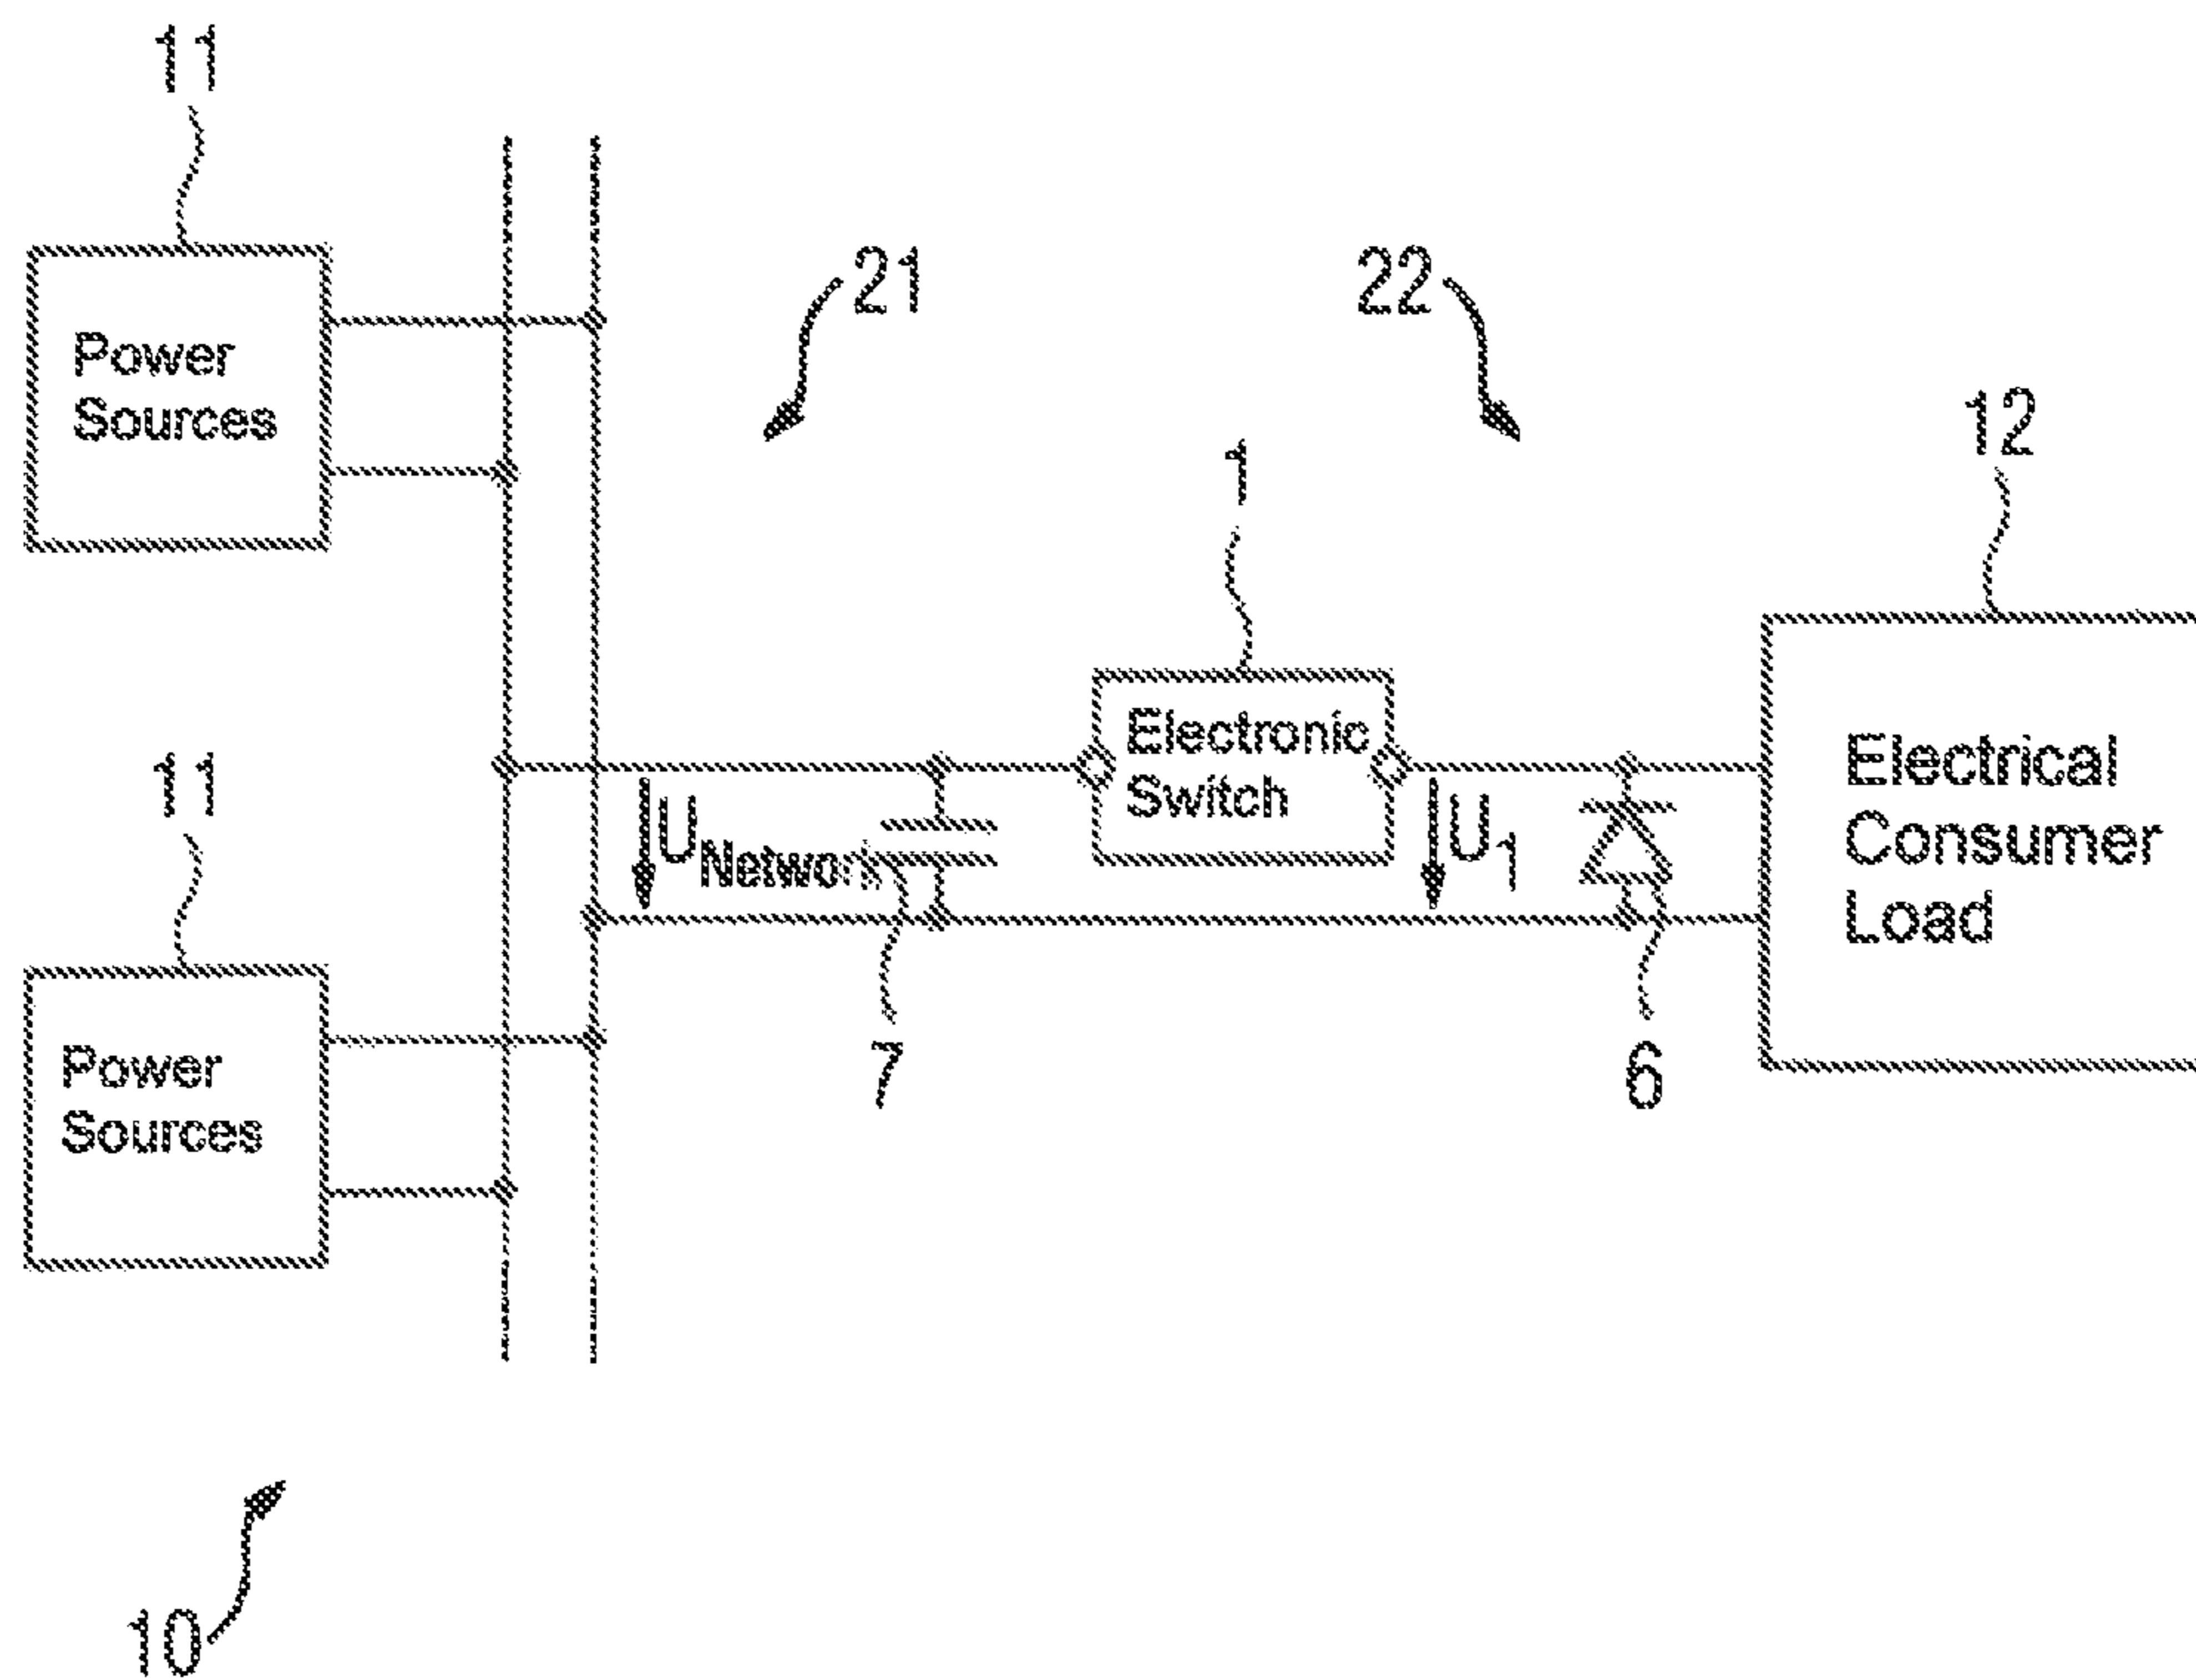 11
21
22
Power
Sources
12
1
Electronic
Switch
Electrical
Consumer
Load
11
U Network
U1
7
6
Power
Sources
10